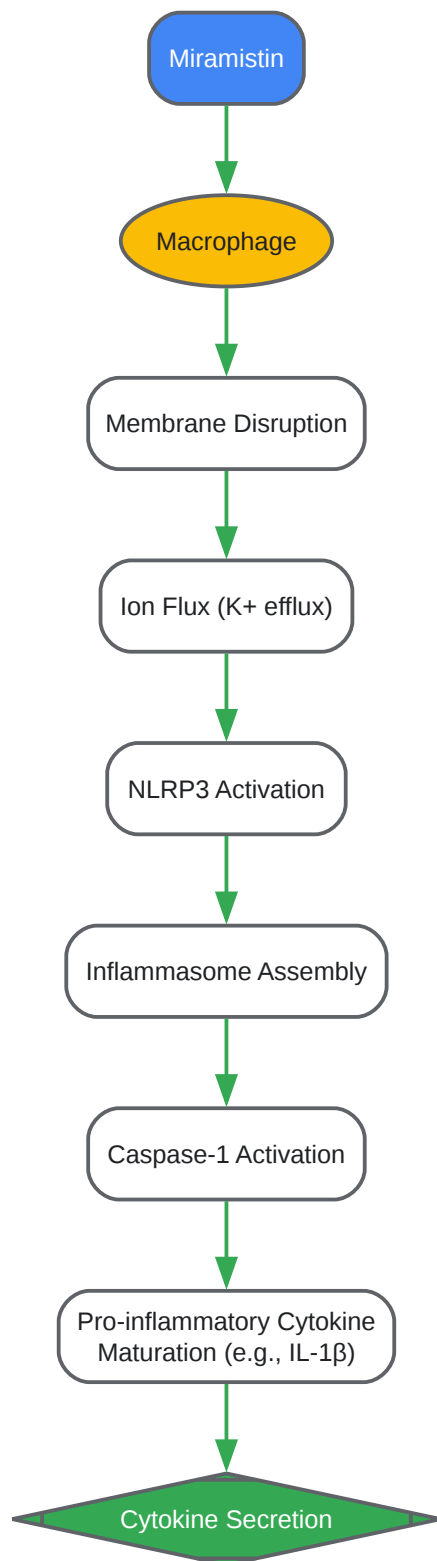 Miramistin
Macrophage
Membrane Disruption
Ion Flux (K+ efflux)
NLRP3 Activation
Inflammasome Assembly
Caspase-1 Activation
Pro-inflammatory Cytokine
Maturation (e.g., IL-1β)
Cytokine Secretion